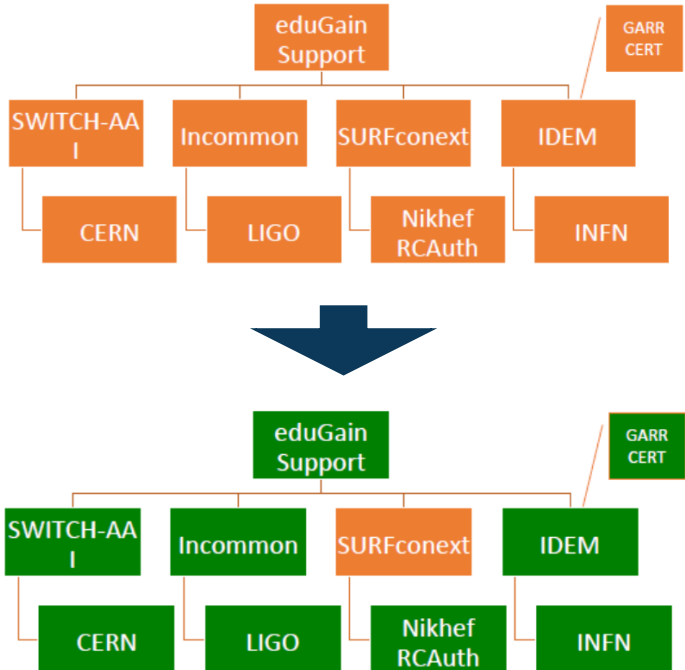 eduGain
Support
GARR
CERT
SWITCH-AA
I
Incommon
SURFconext
IDEM
CERN
LIGO
Nikhef
RCAuth
INFN
eduGain
Support
GARR
CERT
SWITCH-AA
I
Incommon
SURFconext
IDEM
CERN
LIGO
Nikhef
RCAuth
INFN